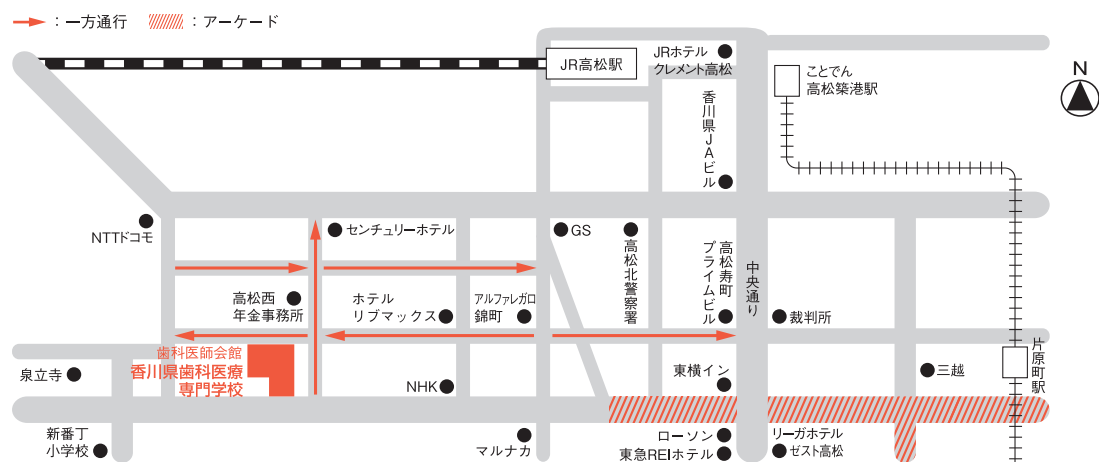 ：一方通行
：アーケード
JR高松駅
JRホテル
クレメント高松
ことでん
高松築港駅
N
香川県JAビル
NTTドコモ
センチュリーホテル
GS
高松北警察署
高松寿町
プライムビル
中央通り
高松西
年金事務所
ホテル
リブマックス
アルファレガロ
錦町
裁判所
歯科医師会館
香川県歯科医療
専門学校
泉立寺
NHK
東横イン
三越
片原町駅
新番丁
小学校
マルナカ
ローソン
東急REIホテル
リーガホテル
ゼスト高松